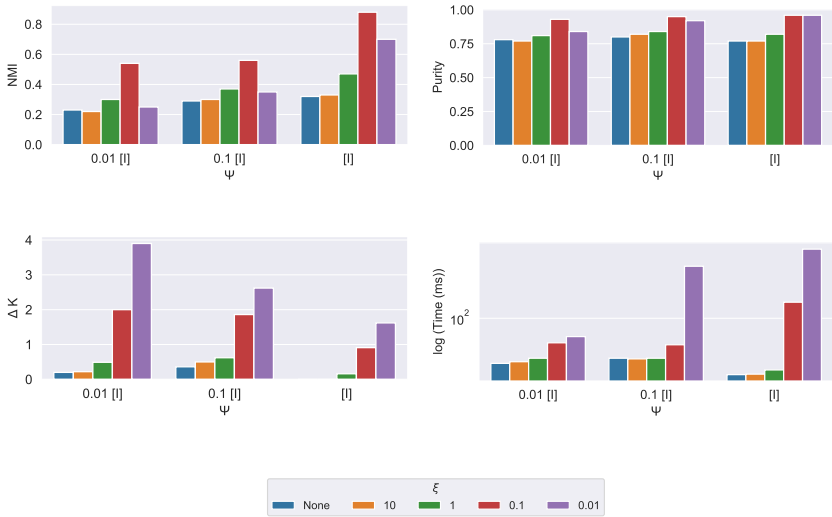 NMI
0.8
0.6
0.4
0.2
0.0
0.01 [I]
0.1 [I]
[I]
Ψ
Purity
1.00
0.75
0.50
0.25
0.00
0.01 [I]
0.1 [I]
[I]
Ψ
Δ K
4
3
2
1
0
0.01 [I]
0.1 [I]
[I]
Ψ
log (Time (ms))
10²
0.01 [I]
0.1 [I]
[I]
Ψ
ξ
None 10 1 0.1 0.01